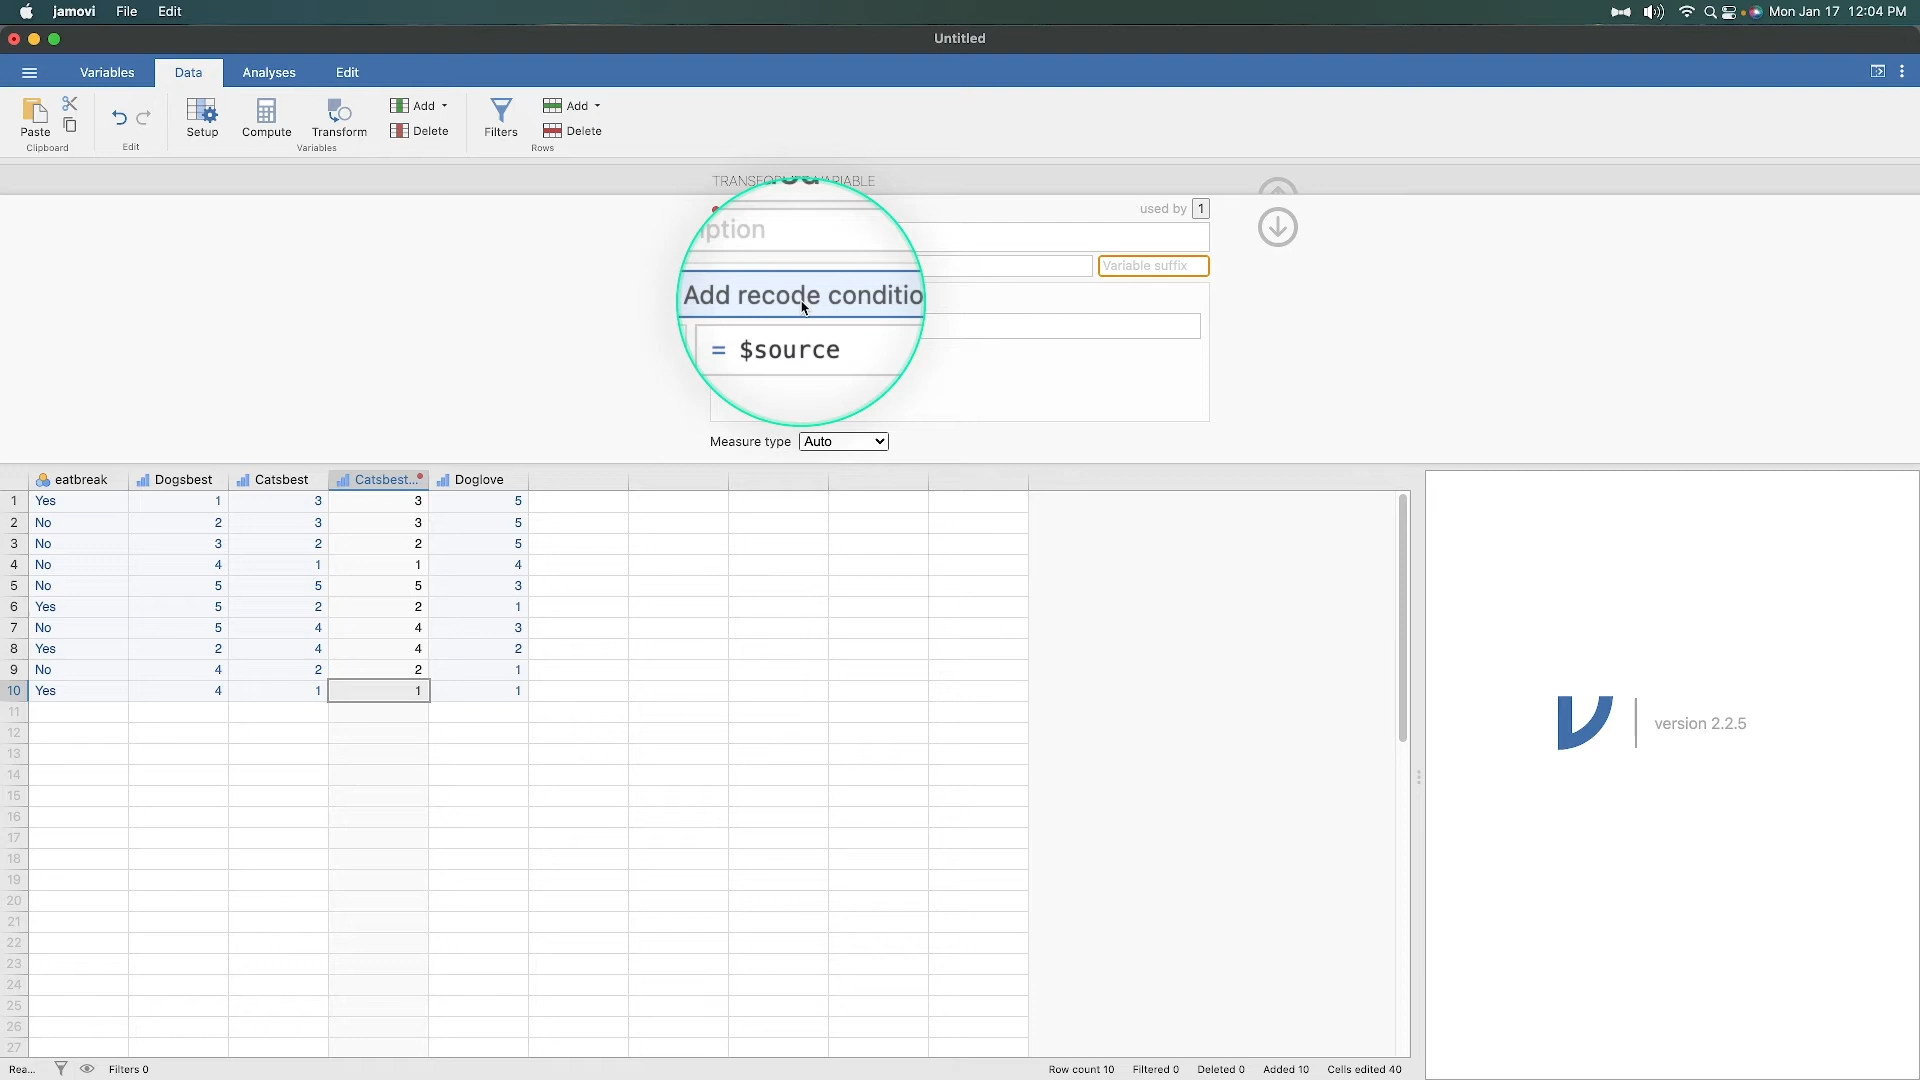 jamovi File Edit
Mon Jan 17 12:04 PM
Untitled
Variables Data Analyses Edit
Paste
Clipboard
Edit
Setup Compute Transform
Add
Delete
Variables
Filters
Add
Delete
Rows
used by 1
Variable suffix
Add recode conditio
= $source
Measure type Auto
eatbreak Dogsbest Catsbest Catsbest... Doglove
1 Yes 1 3 3 5
2 No 2 3 3 5
3 No 3 2 2 5
4 No 4 1 1 4
5 No 5 5 5 3
6 Yes 5 2 2 1
7 No 5 4 4 3
8 Yes 2 4 4 2
9 No 4 2 2 1
10 Yes 4 1 1 1
11
12
13
14
15
16
17
18
19
20
21
22
23
24
25
26
27
version 2.2.5
Rea... Filters 0
Row count 10 Filtered 0 Deleted 0 Added 10 Cells edited 40